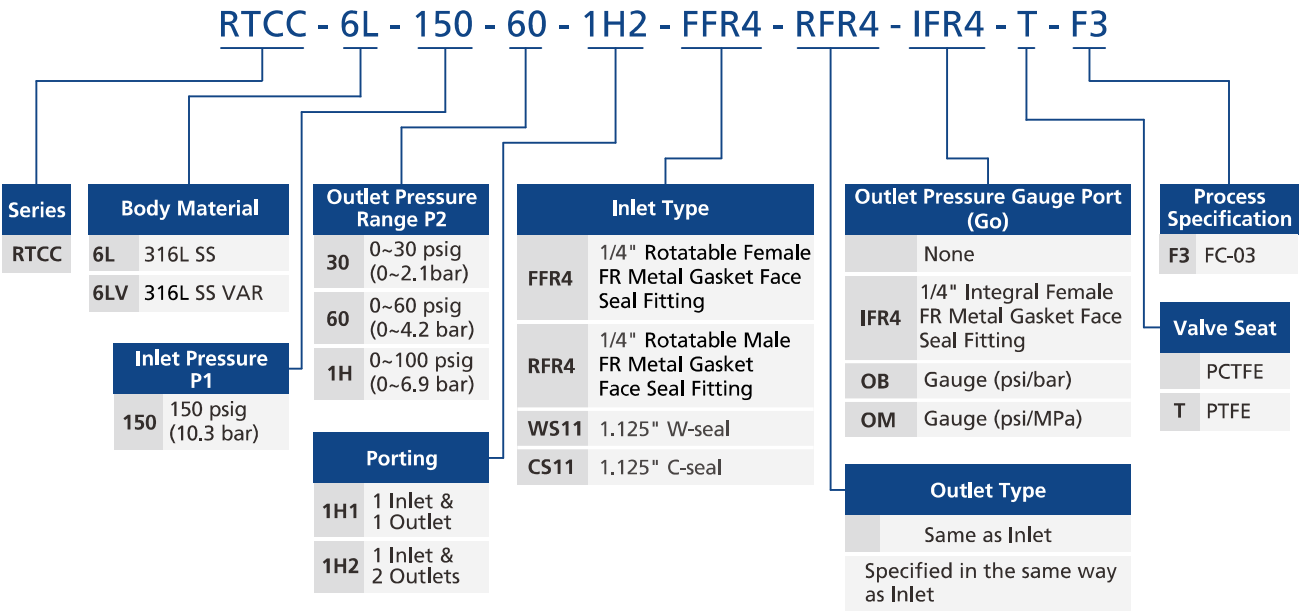 RTCC - 6L - 150 - 60 - 1H2 - FFR4 - RFR4 - IFR4 - T - F3
Series
RTCC
Body Material
6L 316L SS
6LV 316L SS VAR
Inlet Pressure
P1
150 150 psig
(10.3 bar)
Outlet Pressure
Range P2
30 0~30 psig
(0~2.1bar)
60 0~60 psig
(0~4.2 bar)
1H 0~100 psig
(0~6.9 bar)
Porting
1H1 1 Inlet &
1 Outlet
1H2 1 Inlet &
2 Outlets
Inlet Type
FFR4 1/4" Rotatable Female
FR Metal Gasket Face
Seal Fitting
RFR4 1/4" Rotatable Male
FR Metal Gasket
Face Seal Fitting
WS11 1.125" W-seal
CS11 1.125" C-seal
Outlet Pressure Gauge Port
(Go)
None
IFR4 1/4" Integral Female
FR Metal Gasket Face
Seal Fitting
OB Gauge (psi/bar)
OM Gauge (psi/MPa)
Outlet Type
Same as Inlet
Specified in the same way
as Inlet
Process
Specification
F3 FC-03
Valve Seat
PCTFE
T PTFE